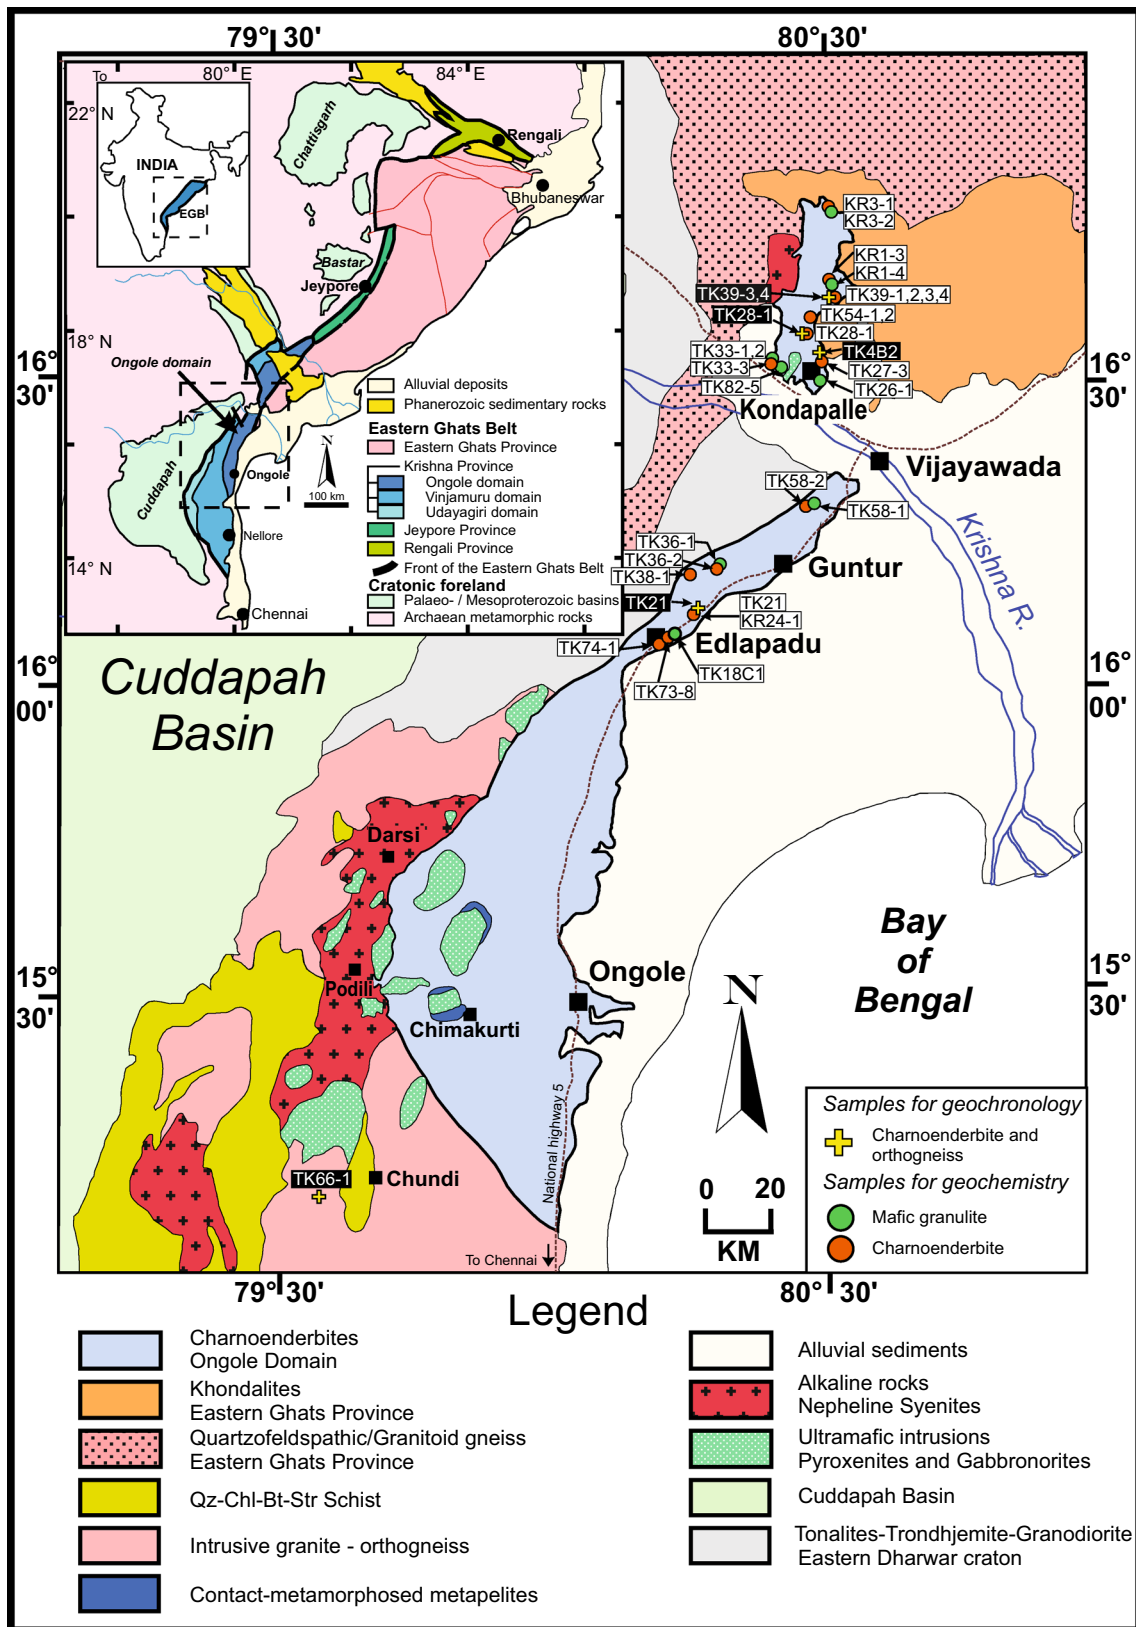 79° 30'
80° 30'
To
80° E
84° E
22° N
18° N
14° N
INDIA
EGB
Chattisgarh
Rengali
Bhubaneswar
Bastar
Jeypore
Ongole domain
Cuddapah
Ongole
Nellore
Chennai
N
100 km
Alluvial deposits
Phanerozoic sedimentary rocks
Eastern Ghats Belt
Eastern Ghats Province
Krishna Province
Ongole domain
Vinjamuru domain
Udayagiri domain
Jeypore Province
Rengali Province
Front of the Eastern Ghats Belt
Cratonic foreland
Palaeo- / Mesoproterozoic basins
Archaean metamorphic rocks
16°
30'
16°
30'
KR3-1
KR3-2
KR1-3
KR1-4
TK39-3,4
TK39-1,2,3,4
TK28-1
TK54-1,2
TK28-1
TK33-1,2
TK4B2
TK33-3
TK27-3
TK82-5
TK26-1
Kondapalle
Vijayawada
TK58-2
TK58-1
Krishna R.
TK36-1
TK36-2
TK38-1
Guntur
TK21
TK21
KR24-1
TK74-1
Edlapadu
TK18C1
TK73-8
16°
00'
16°
00'
Cuddapah
Basin
Darsi
Podili
Chimakurti
Ongole
Bay
of
Bengal
15°
30'
15°
30'
N
TK66-1
Chundi
National highway 5
To Chennai
0 20
KM
Samples for geochronology
Charnoenderbite and
orthogneiss
Samples for geochemistry
Mafic granulite
Charnoenderbite
79° 30'
80° 30'
Legend
Charnoenderbites
Ongole Domain
Khondalites
Eastern Ghats Province
Quartzofeldspathic/Granitoid gneiss
Eastern Ghats Province
Qz-Chl-Bt-Str Schist
Intrusive granite - orthogneiss
Contact-metamorphosed metapelites
Alluvial sediments
Alkaline rocks
Nepheline Syenites
Ultramafic intrusions
Pyroxenites and Gabbronorites
Cuddapah Basin
Tonalites-Trondhjemite-Granodiorite
Eastern Dharwar craton